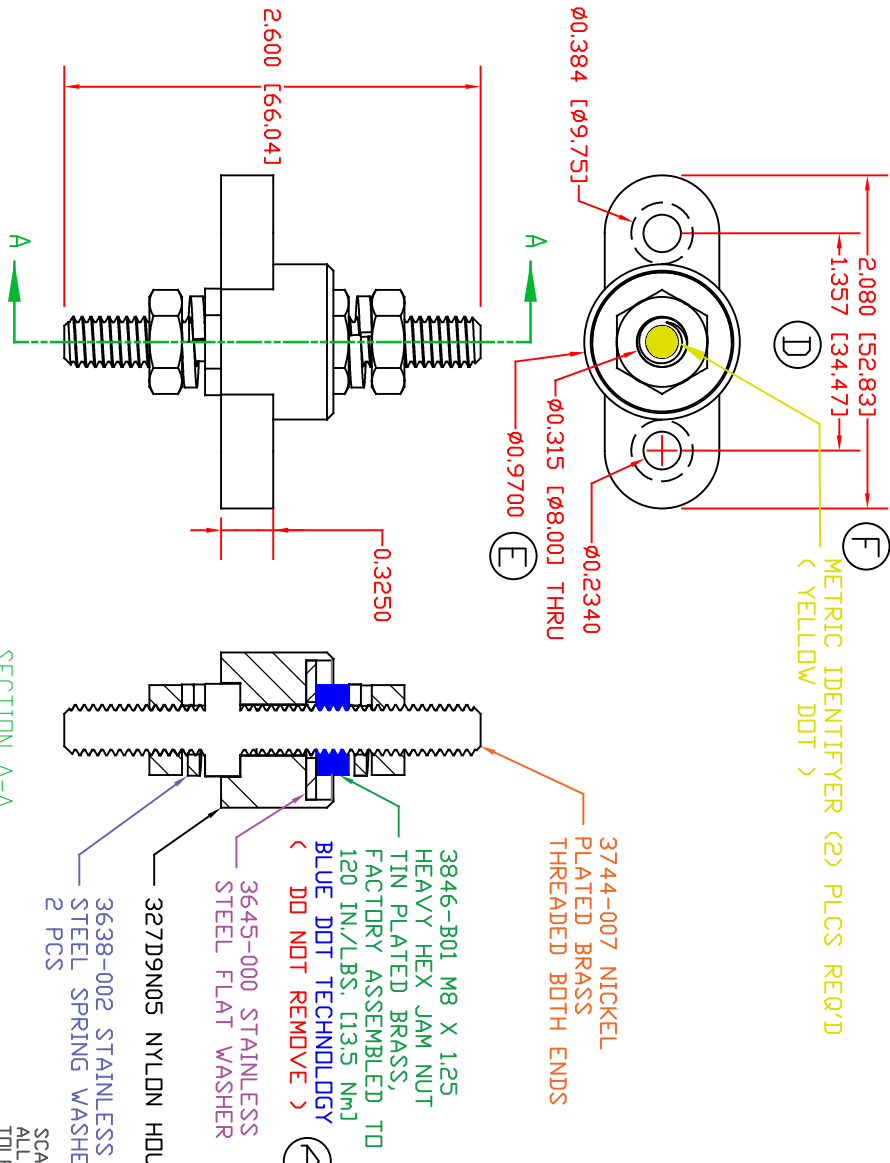 2.080 [52.83]
1.357 [34.47]
Ø0.384 [Ø9.75]
D
F
METRIC IDENTIFYER (2) PLCS REQ'D
( YELLOW DOT )
Ø0.2340
Ø0.315 [Ø8.00] THRU
Ø0.9700
E
2.600 [66.04]
A
A
0.3250
3744-007 NICKEL
PLATED BRASS
THREADED BOTH ENDS
3846-B01 M8 X 1.25
HEAVY HEX JAM NUT
TIN PLATED BRASS,
FACTORY ASSEMBLED TO
120 IN./LBS. [13.5 Nm]
BLUE DOT TECHNOLOGY
( DO NOT REMOVE )
A
3645-000 STAINLESS
STEEL FLAT WASHER
327D9N05 NYLON
3638-002 STAINLESS
STEEL SPRING
2 PCS
SECTION A-A
ALL